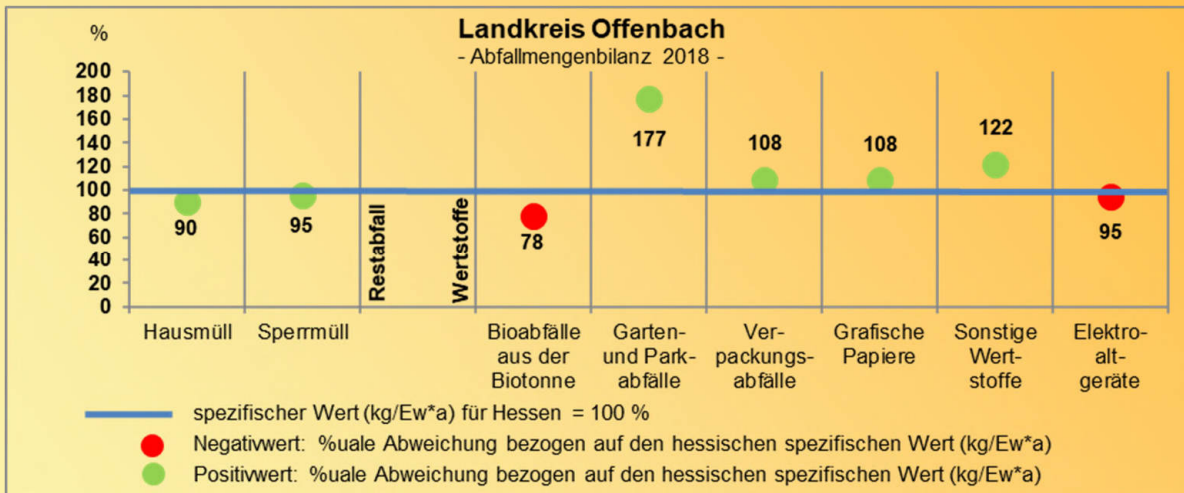 Landkreis Offenbach
- Abfallmengenbilanz 2018 -
%
200
180
160
140
120
100
80
60
40
20
0
90
95
Restabfall
Wertstoffe
78
177
108
108
122
95
Hausmüll
Sperrmüll
Bioabfälle
aus der
Biotonne
Garten-
und Park-
abfälle
Ver-
packungs-
abfälle
Grafische
Papiere
Sonstige
Wert-
stoffe
Elektro-
alt-
geräte
spezifischer Wert (kg/Ew*a) für Hessen = 100 %
Negativwert: %uale Abweichung bezogen auf den hessischen spezifischen Wert (kg/Ew*a)
Positivwert: %uale Abweichung bezogen auf den hessischen spezifischen Wert (kg/Ew*a)